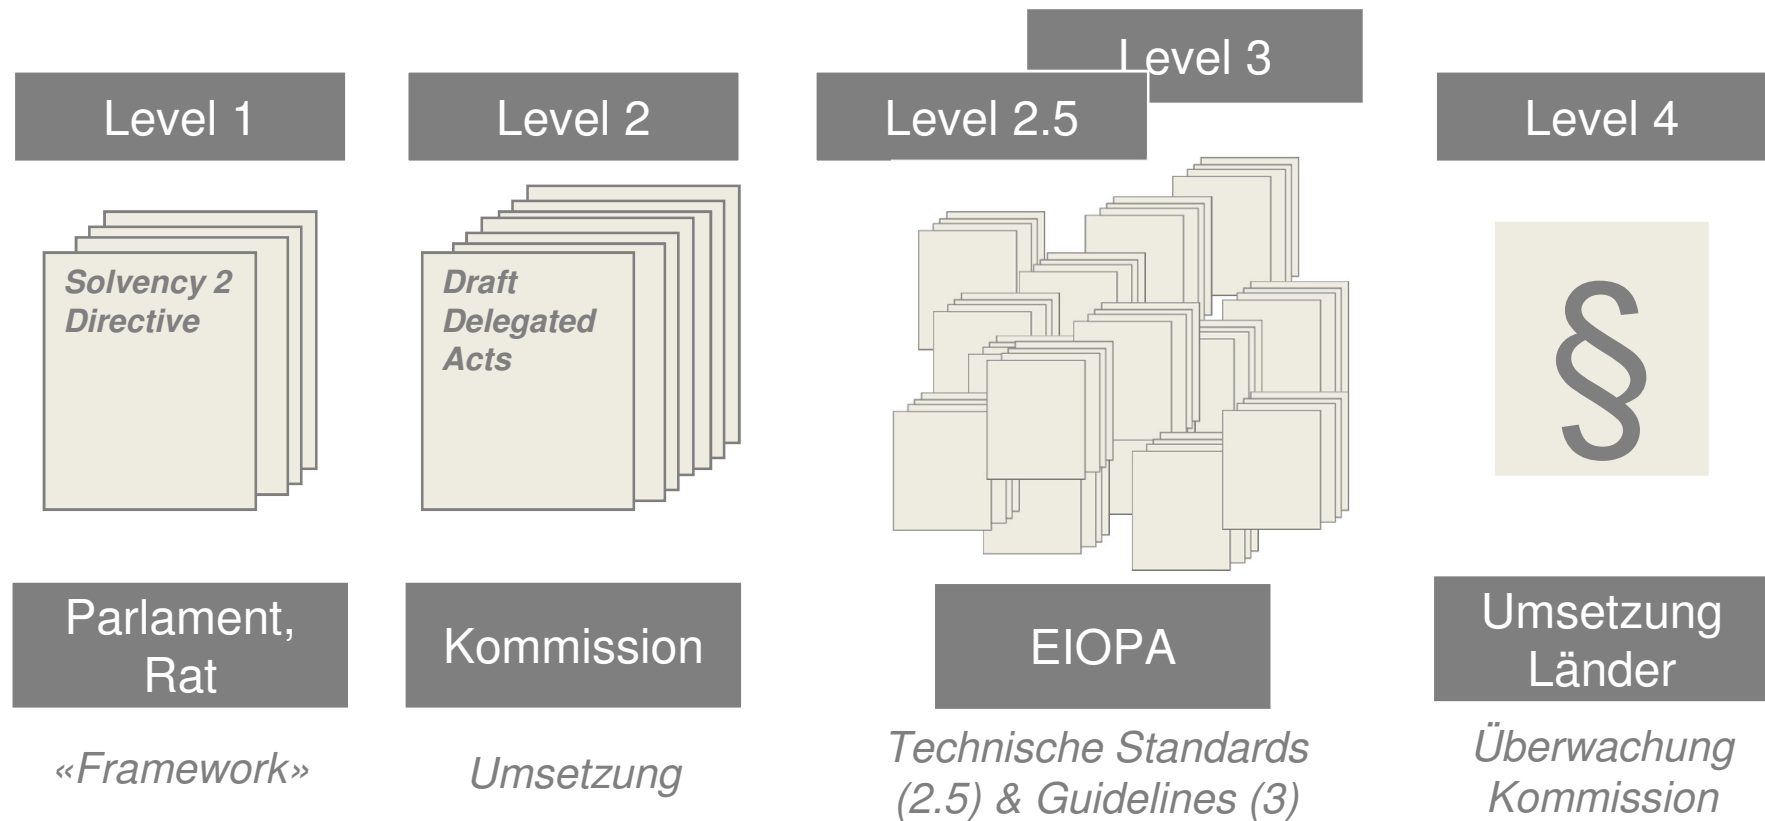 Level 3
Level 1
Level 2
Level 2.5
Level 4
Solvency 2
Directive
Draft
Delegated
Acts
§
Parlament,
Rat
Kommission
EIOPA
Umsetzung
Länder
«Framework»
Umsetzung
Technische Standards
(2.5) & Guidelines (3)
Überwachung
Kommission